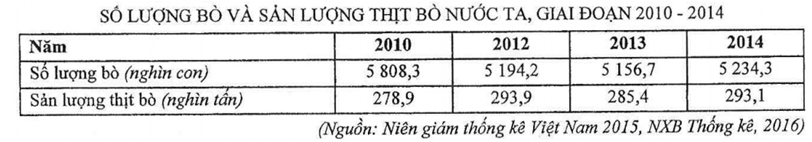 SỐ LƯỢNG BÒ VÀ SẢN LƯỢNG THỊT BÒ NƯỚC TA, GIAI ĐOẠN 2010 - 2014
Năm 2010 2012 2013 2014
Số lượng bò (nghìn con) 5 808,3 5 194,2 5 156,7 5 234,3
Sản lượng thịt bò (nghìn tấn) 278,9 293,9 285,4 293,1
(Nguồn: Niên giám thống kê Việt Nam 2015, NXB Thống kê, 2016)